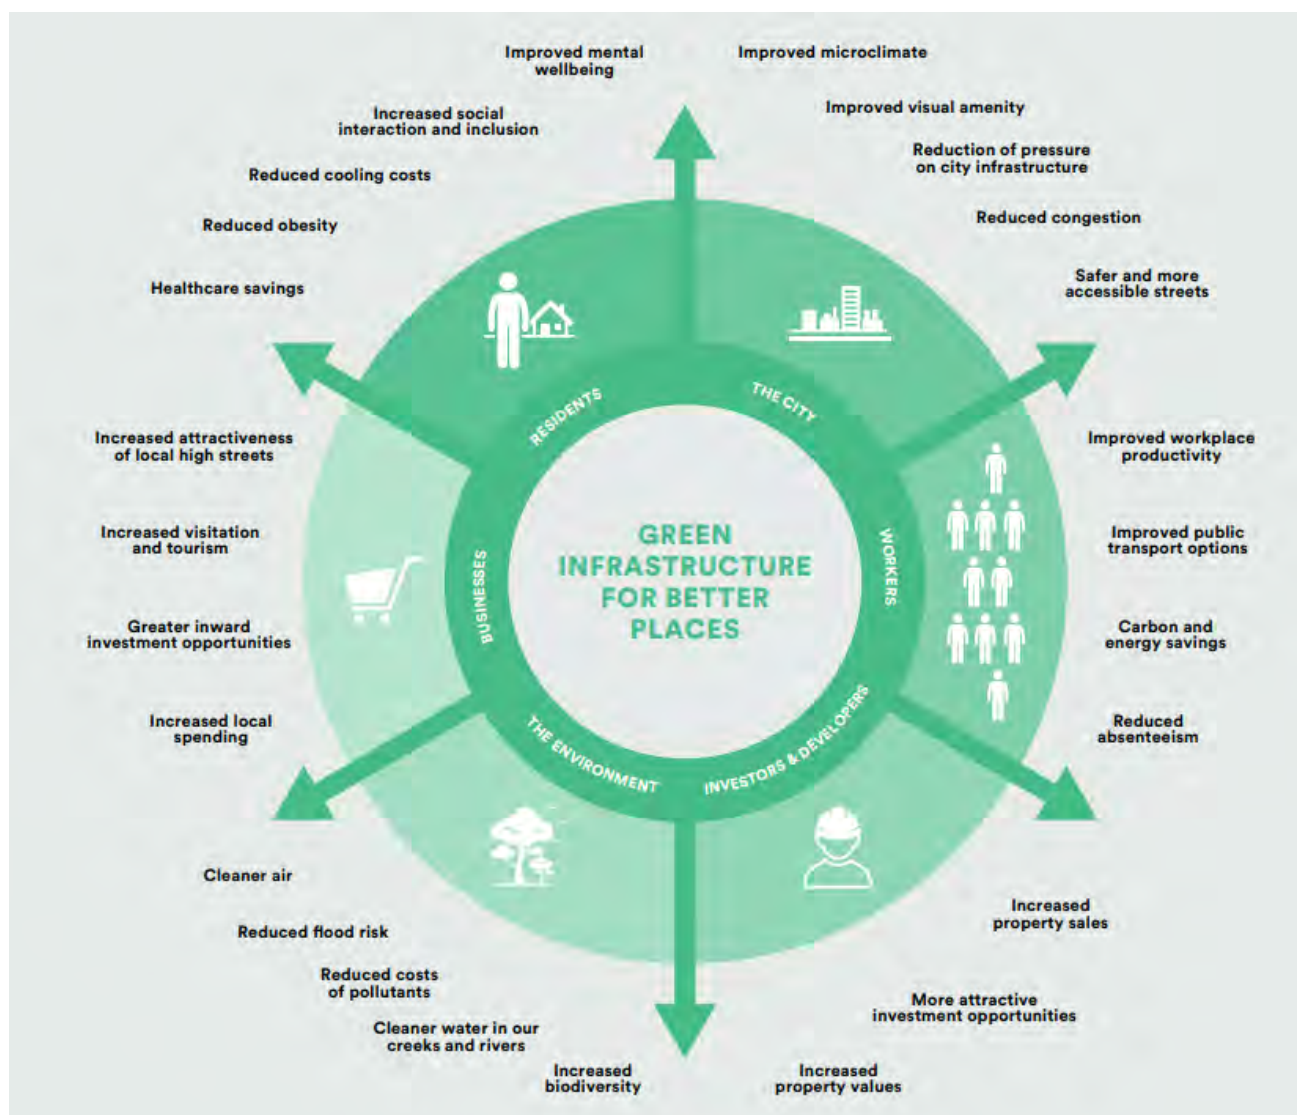 Improved mental
wellbeing
Improved microclimate
Increased social
interaction and inclusion
Improved visual amenity
Reduced cooling costs
Reduction of pressure
on city infrastructure
Reduced obesity
Reduced congestion
Healthcare savings
Safer and more
accessible streets
RESIDENTS
THE CITY
Increased attractiveness
of local high streets
Improved workplace
productivity
Increased visitation
and tourism
Improved public
transport options
GREEN
INFRASTRUCTURE
FOR BETTER
PLACES
BUSINESSES
WORKERS
Greater inward
investment opportunities
Carbon and
energy savings
Increased local
spending
Reduced
absenteeism
THE ENVIRONMENT
INVESTORS & DEVELOPERS
Cleaner air
Increased
property sales
Reduced flood risk
Reduced costs
of pollutants
More attractive
investment opportunities
Cleaner water in our
creeks and rivers
Increased
biodiversity
Increased
property values